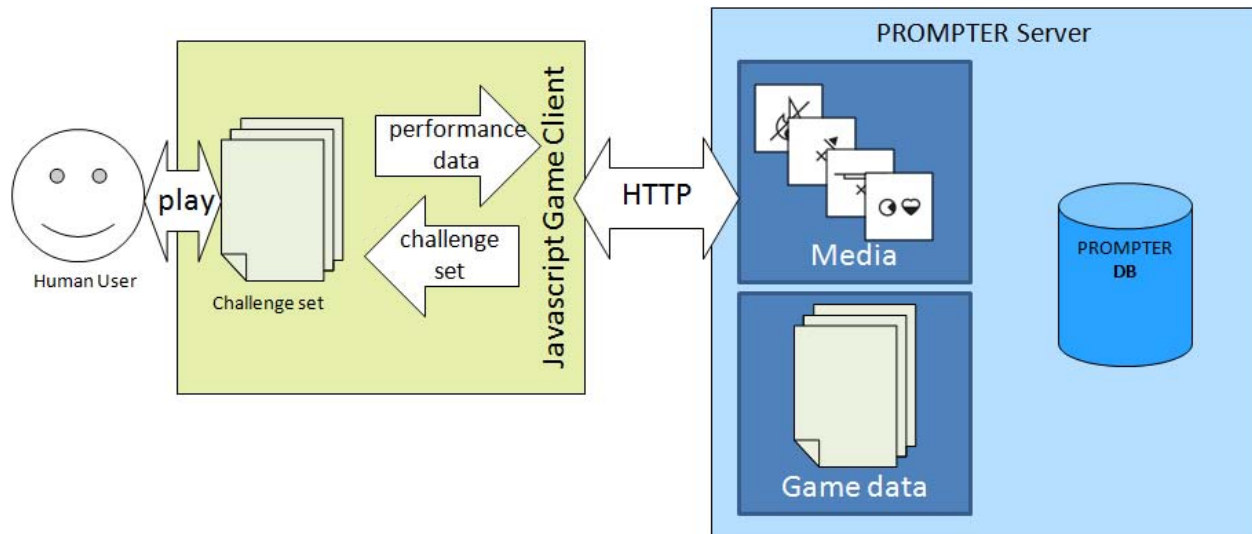 Human User
play
Challenge set
performance
data
challenge
set
Javascript Game Client
HTTP
PROMPTER Server
Media
Game data
PROMPTER
DB